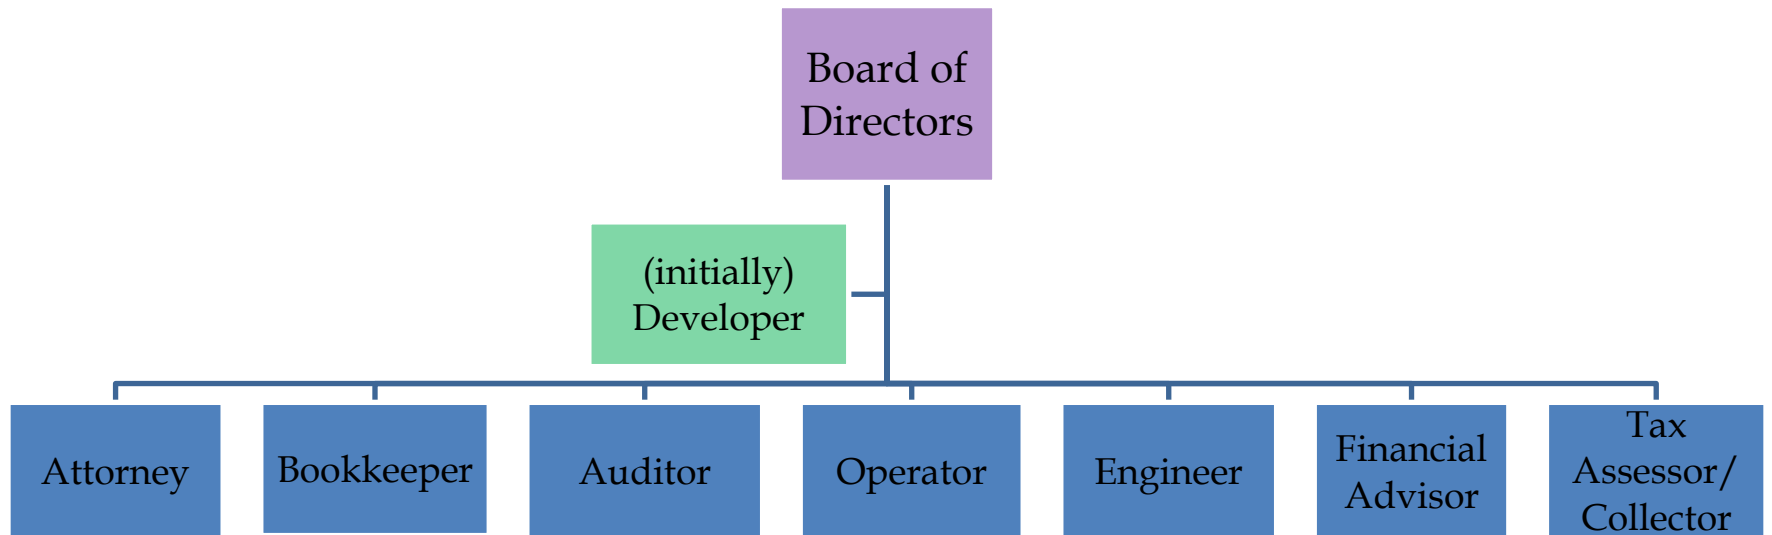 Board of
Directors
(initially)
Developer
Attorney
Bookkeeper
Auditor
Operator
Engineer
Financial
Advisor
Tax
Assessor/
Collector